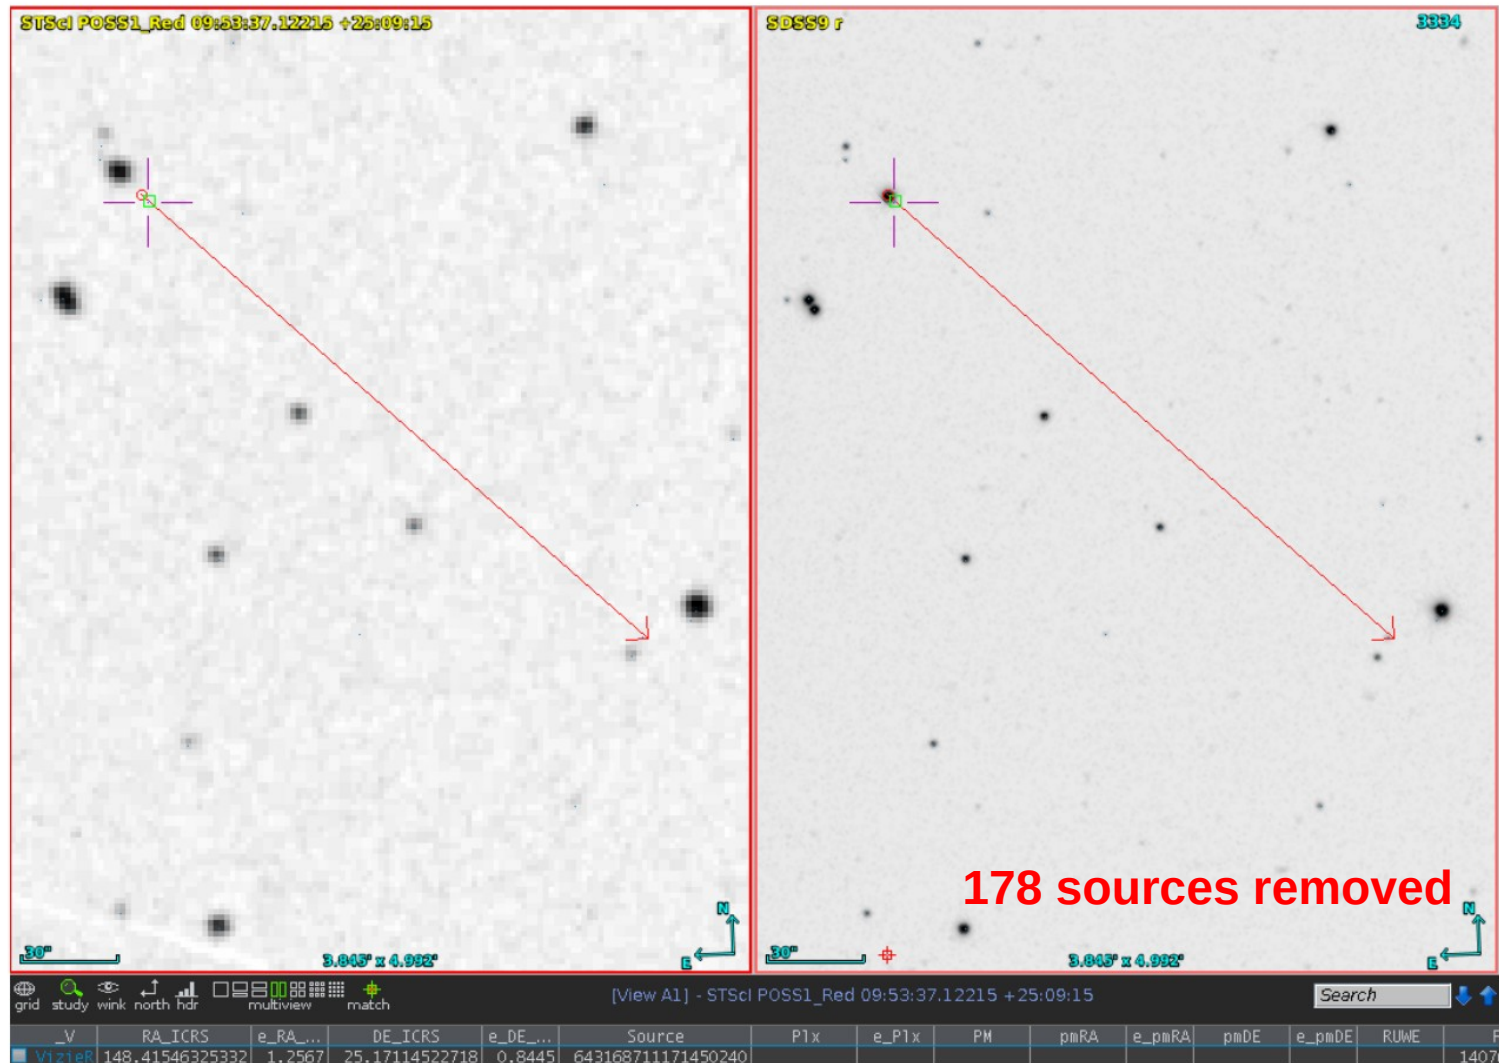 STScI POSS1_Red 09:53:37.12215 +25:09:15
SDSS9 r
3334
178 sources removed
N
30"
3.845' x 4.992'
E
N
30"
3.845' x 4.992'
E
grid study wink north hdr multiview match
[View A1] - STScI POSS1_Red 09:53:37.12215 +25:09:15
Search
_V RA_ICRS e_RA_... DE_ICRS e_DE_... Source Plx e_Plx PM pmRA e_pmRA pmDE e_pmDE RUWE F
VizieR 148.41546325332 1.2567 25.17114522718 0.8445 643168711171450240 1407